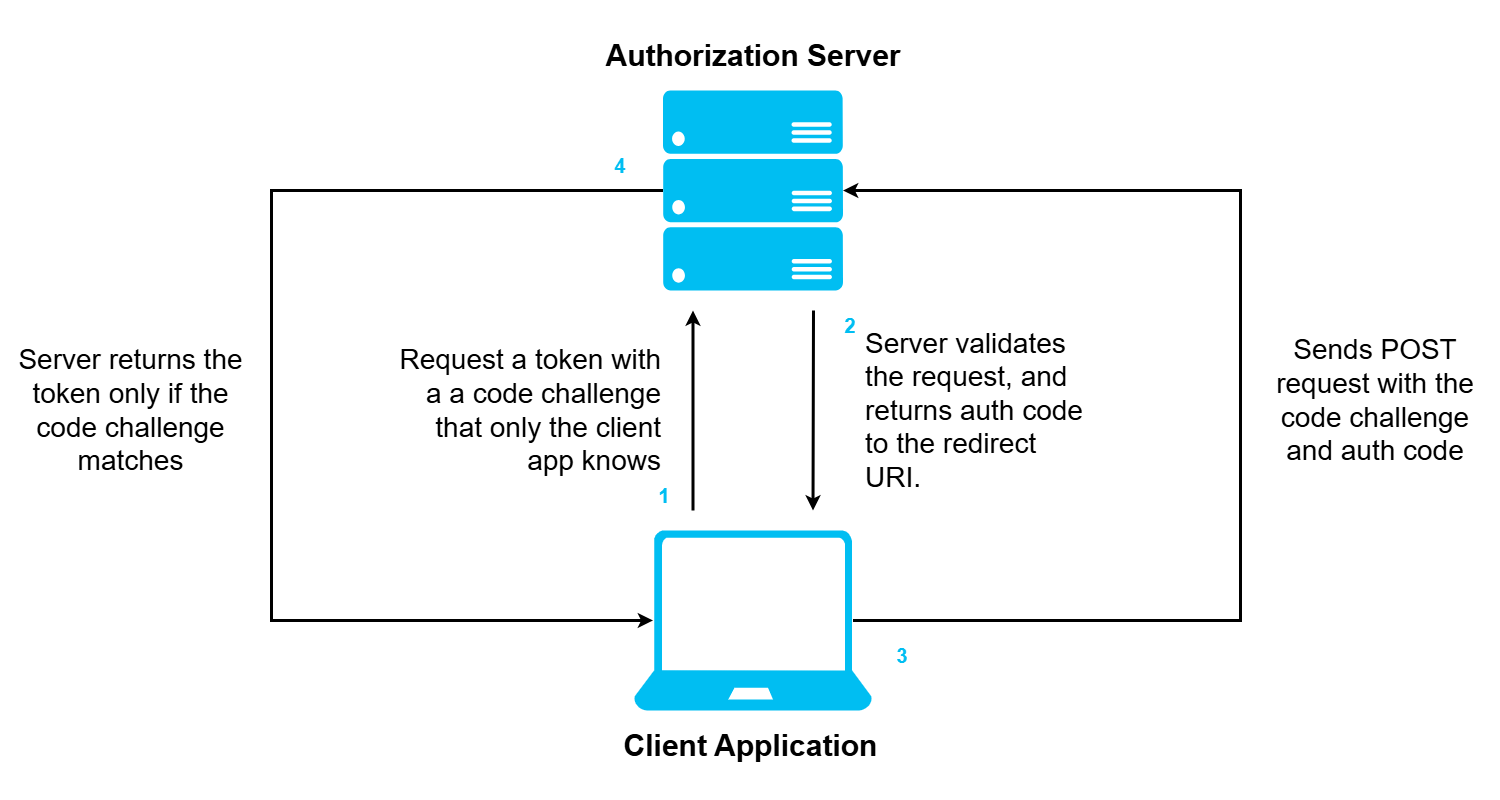 Authorization Server
4
Server returns the
token only if the
code challenge
matches
Request a token with
a a code challenge
that only the client
app knows
1
2
Server validates
the request, and
returns auth code
to the redirect
URI.
Sends POST
request with the
code challenge
and auth code
3
Client Application